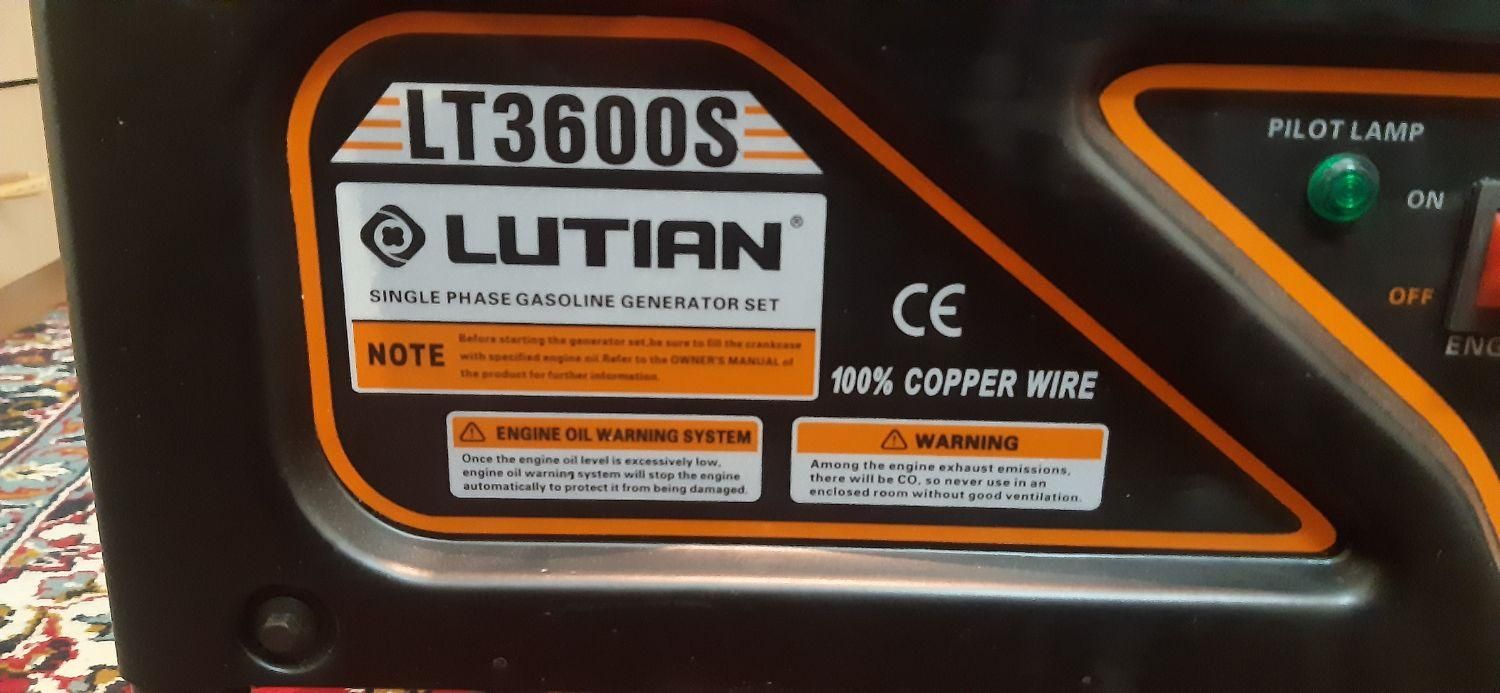 LT3600S
LUTIAN®
SINGLE PHASE GASOLINE GENERATOR SET
NOTE
Before starting the generator set,be sure to fill the crankcase
with specified engine oil.Refer to the OWNER'S MANUAL of
the product for further information.
CE
100% COPPER WIRE
ENGINE OIL WARNING SYSTEM
Once the engine oil level is excessively low,
engine oil warning system will stop the engine
automatically to protect it from being damaged.
WARNING
Among the engine exhaust emissions,
there will be CO, so never use in an
enclosed room without good ventilation.
PILOT LAMP
ON
OFF
ENG